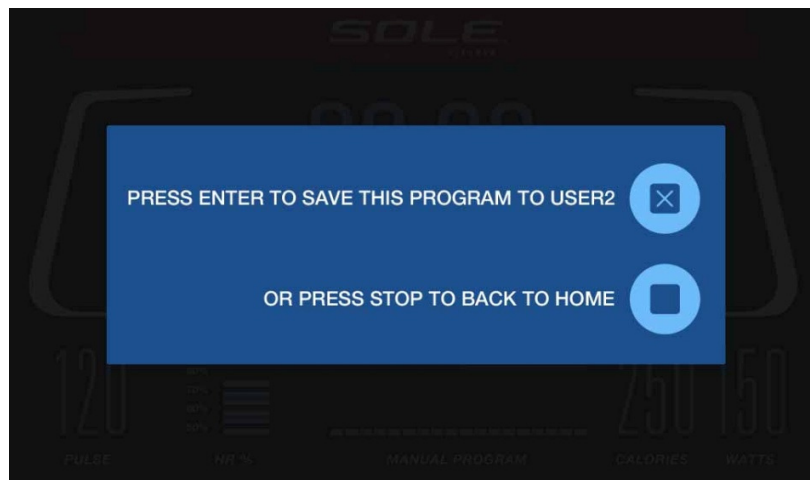 SOLE
PRESS ENTER TO SAVE THIS PROGRAM TO USER2
OR PRESS STOP TO BACK TO HOME
120
250
150
PULSE
HR %
MANUAL PROGRAM
CALORIES
WATTS